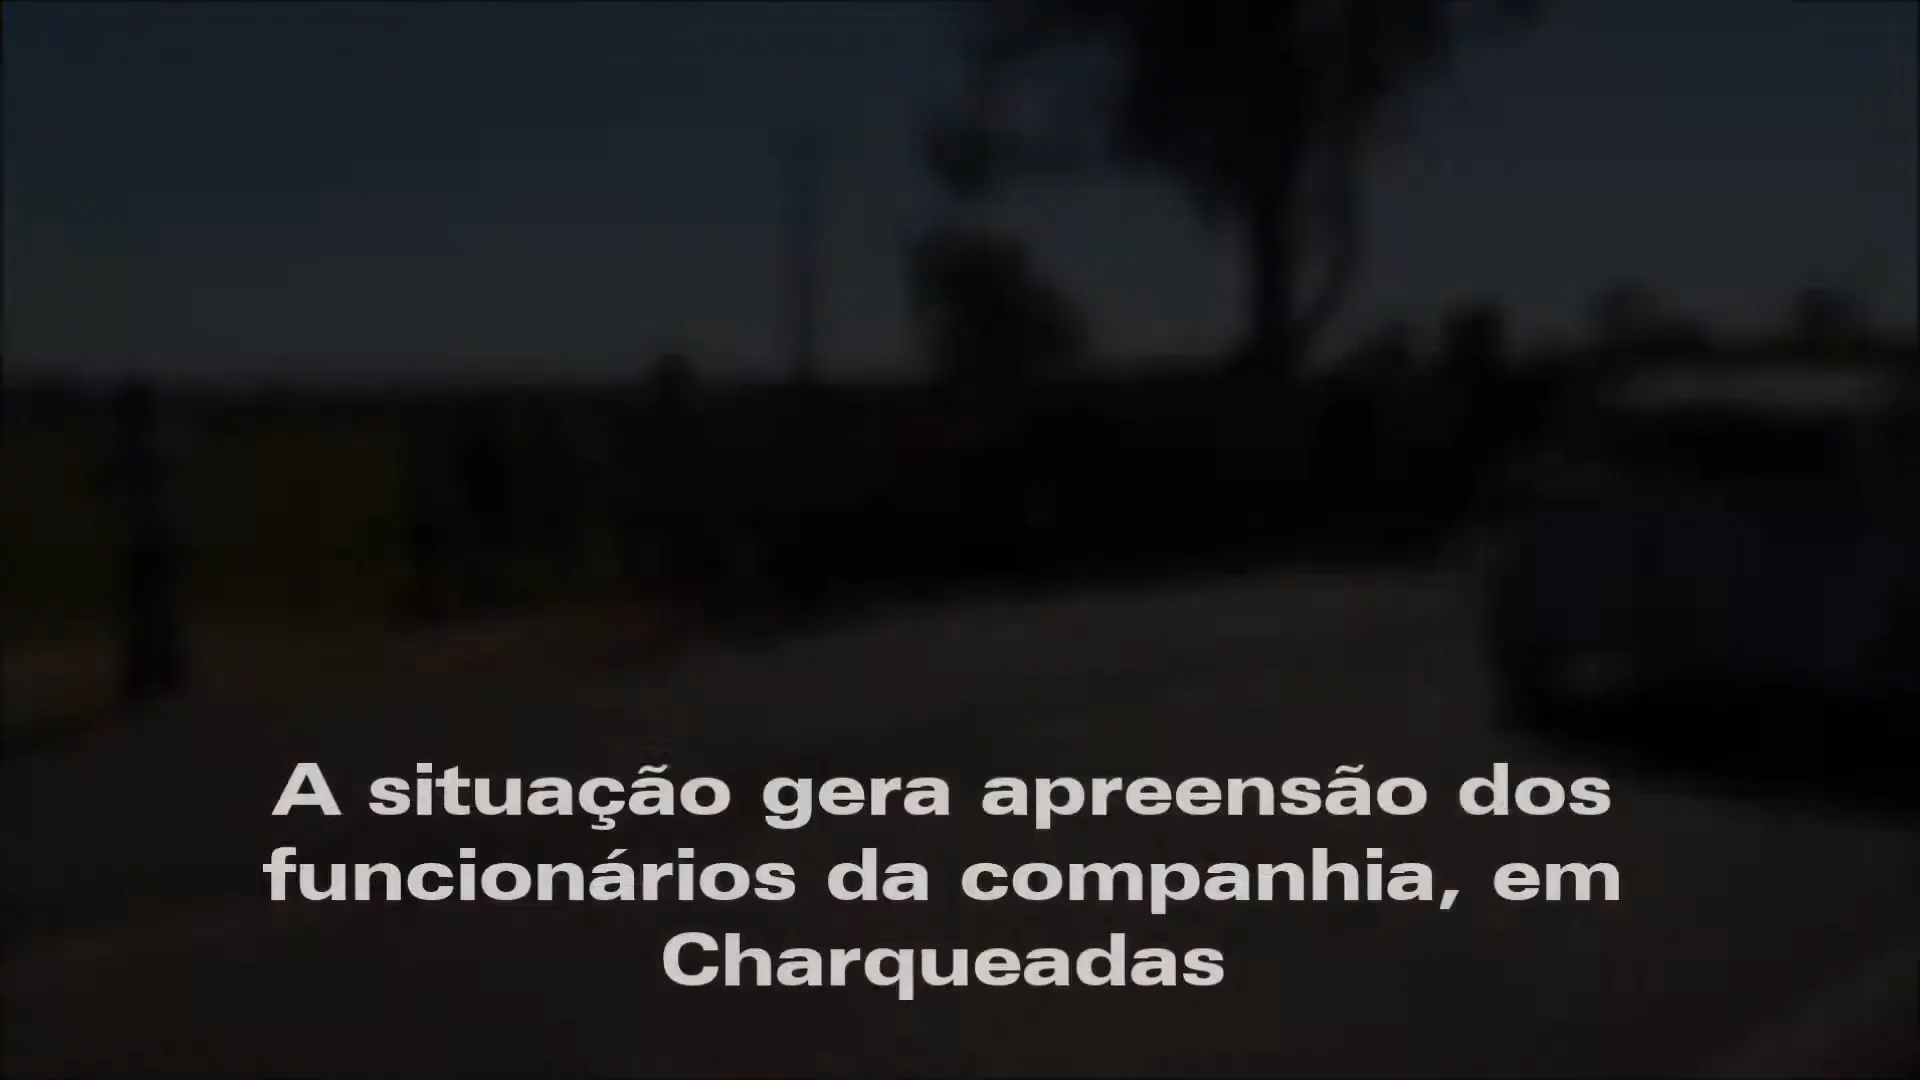 A situação gera apreensão dos
funcionários da companhia, em
Charqueadas